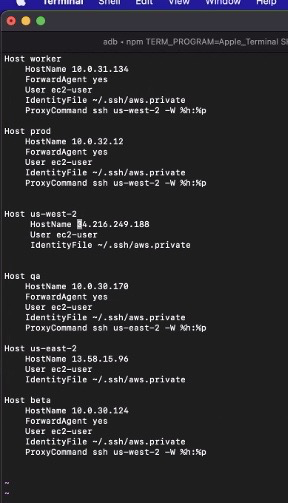 Terminal Shell Edit View Window Help
adb • npm TERM_PROGRAM=Apple_Terminal
Host worker
    HostName 10.0.31.134
    ForwardAgent yes
    User ec2-user
    IdentityFile ~/.ssh/aws.private
    ProxyCommand ssh us-west-2 -W %h:%p
Host prod
    HostName 10.0.32.12
    ForwardAgent yes
    User ec2-user
    IdentityFile ~/.ssh/aws.private
    ProxyCommand ssh us-west-2 -W %h:%p
Host us-west-2
     HostName 34.216.249.188
     User ec2-user
     IdentityFile ~/.ssh/aws.private
Host qa
    HostName 10.0.30.170
    ForwardAgent yes
    User ec2-user
    IdentityFile ~/.ssh/aws.private
    ProxyCommand ssh us-east-2 -W %h:%p
Host us-east-2
    HostName 13.58.15.96
    User ec2-user
    IdentityFile ~/.ssh/aws.private
Host beta
    HostName 10.0.30.124
    ForwardAgent yes
    User ec2-user
    IdentityFile ~/.ssh/aws.private
    ProxyCommand ssh us-east-2 -W %h:%p
~
~